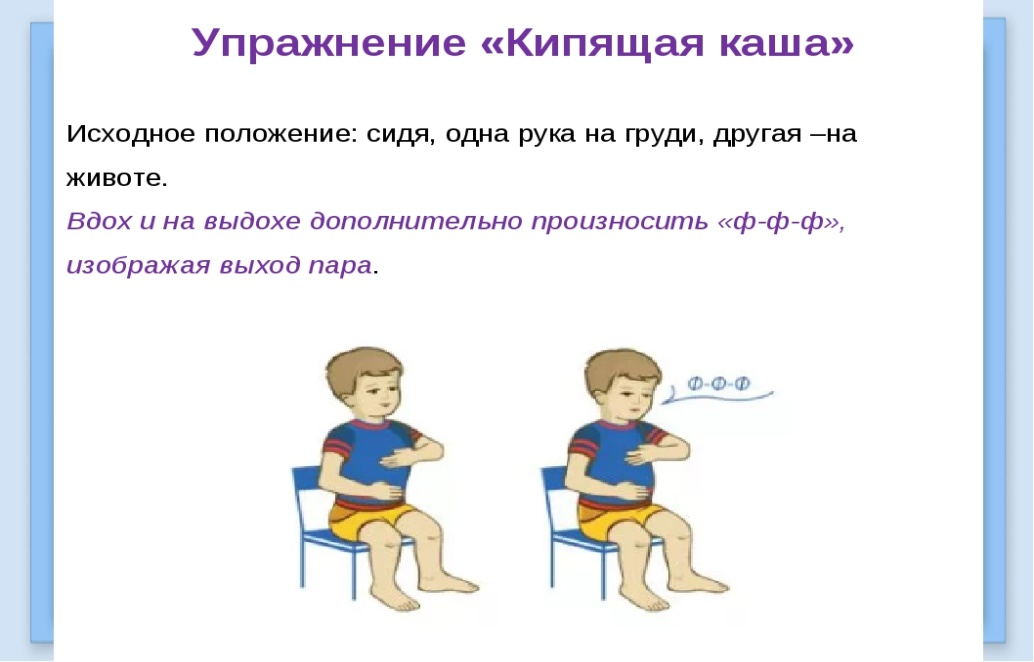 Упражнение «Кипящая каша»
Исходное положение: сидя, одна рука на груди, другая –на
животе.
Вдох и на выдохе дополнительно произносить «ф-ф-ф»,
изображая выход пара.
Ф-Ф-Ф